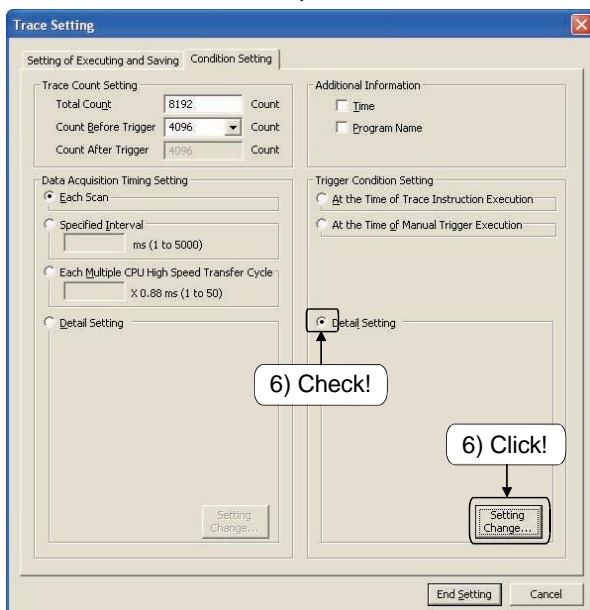 Trace Setting
Setting of Executing and Saving
Condition Setting
Trace Count Setting
Total Count 8192 Count
Count Before Trigger 4096 Count
Count After Trigger 4096 Count
Additional Information
Time
Program Name
Data Acquisition Timing Setting
Each Scan
Specified Interval
ms (1 to 5000)
Each Multiple CPU High Speed Transfer Cycle
X 0.88 ms (1 to 50)
Detail Setting
Setting
Change...
Trigger Condition Setting
At the Time of Trace Instruction Execution
At the Time of Manual Trigger Execution
Detail Setting
6) Check!
6) Click!
Setting
Change...
End Setting
Cancel